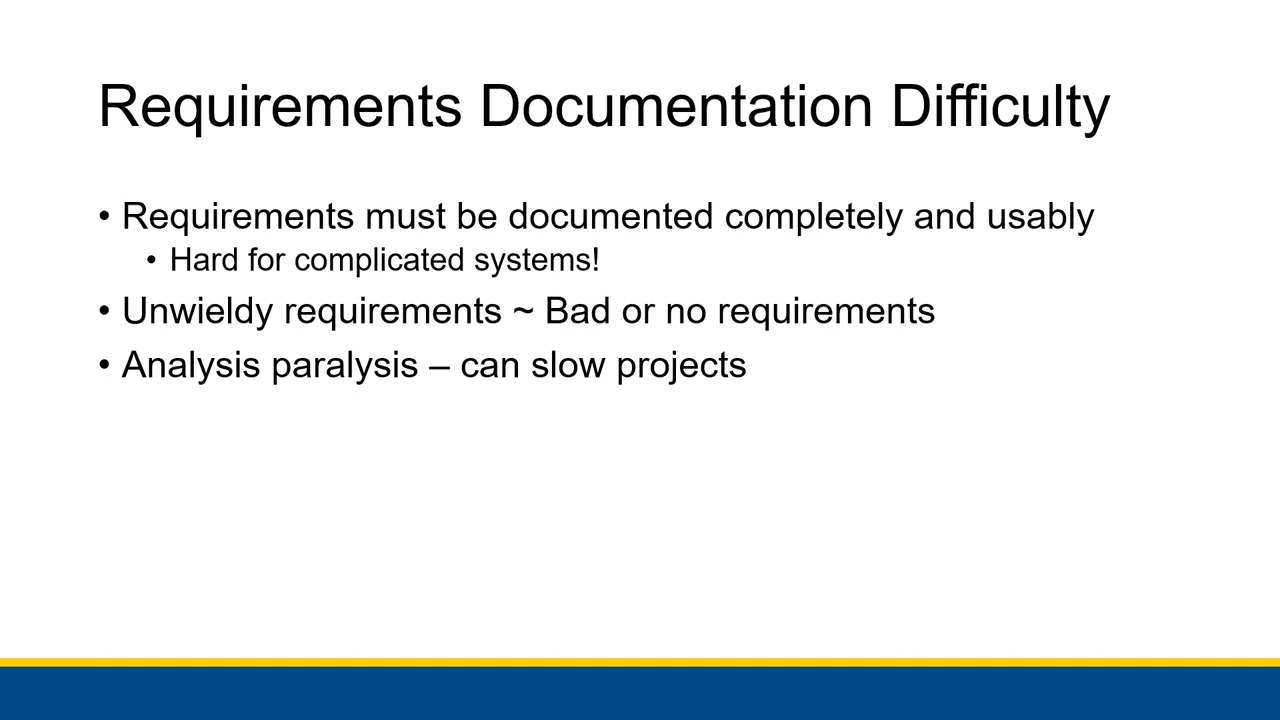 Requirements Documentation Difficulty
• Requirements must be documented completely and usably
• Hard for complicated systems!
• Unwieldy requirements ~ Bad or no requirements
• Analysis paralysis – can slow projects